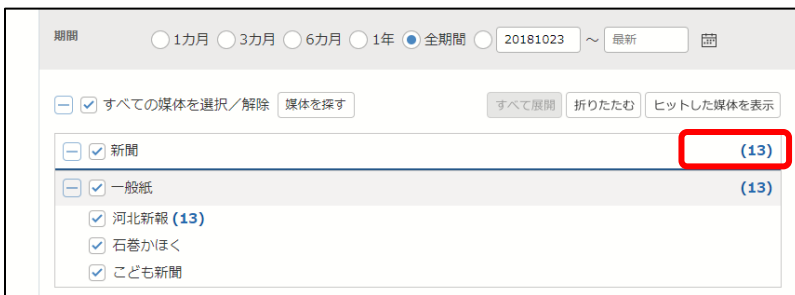 期間 1カ月 3カ月 6カ月 1年 全期間 20181023 ～ 最新
すべての媒体を選択／解除 媒体を探す すべて展開 折りたたむ ヒットした媒体を表示
新聞 (13)
一般紙 (13)
河北新報 (13)
石巻かほく
こども新聞